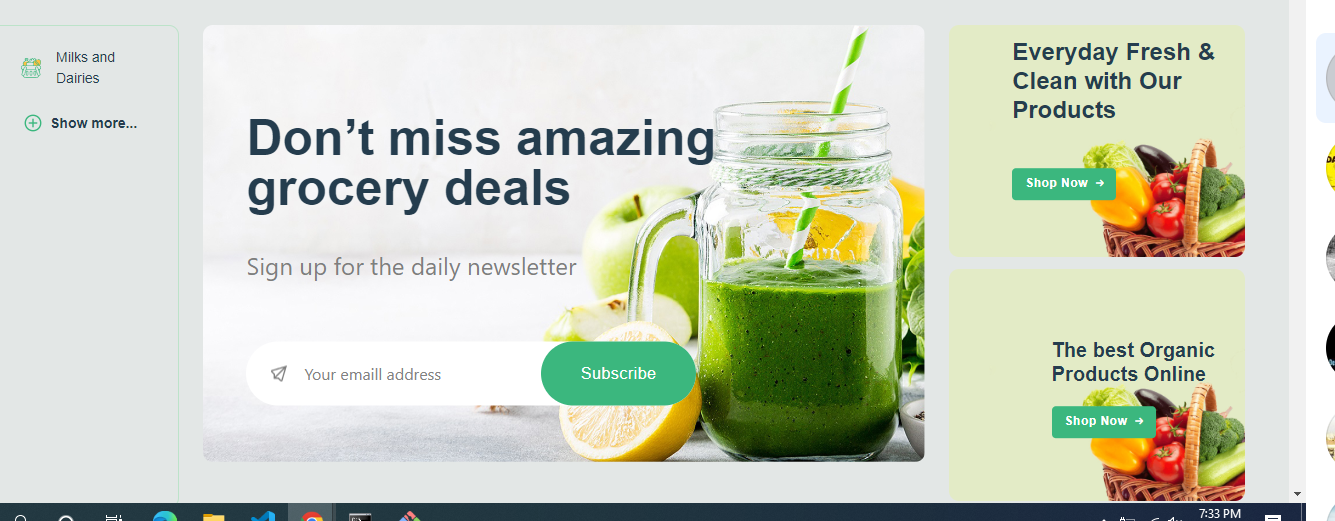 Milks and
Dairies
Show more...
Don't miss amazing
grocery deals
Sign up for the daily newsletter
Your emaill address
Subscribe
Everyday Fresh &
Clean with Our
Products
Shop Now →
The best Organic
Products Online
Shop Now →
7:33 PM